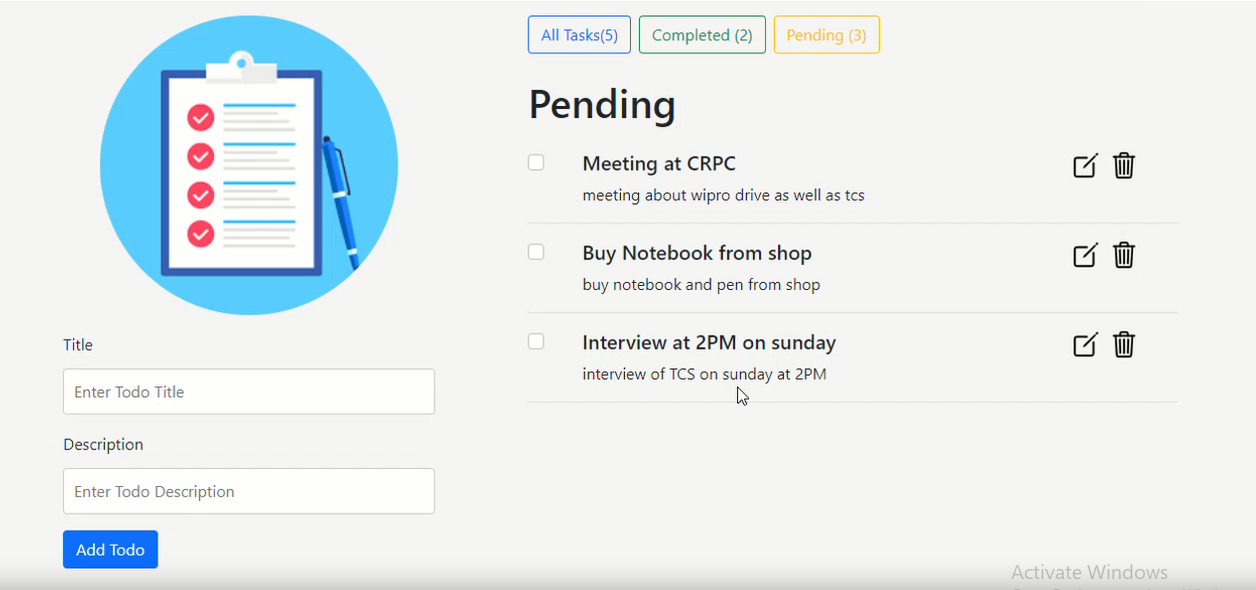 All Tasks(5)
Completed (2)
Pending (3)
Pending
Meeting at CRPC
meeting about wipro drive as well as tcs
Buy Notebook from shop
buy notebook and pen from shop
Interview at 2PM on sunday
interview of TCS on sunday at 2PM
Title
Enter Todo Title
Description
Enter Todo Description
Add Todo
Activate Windows